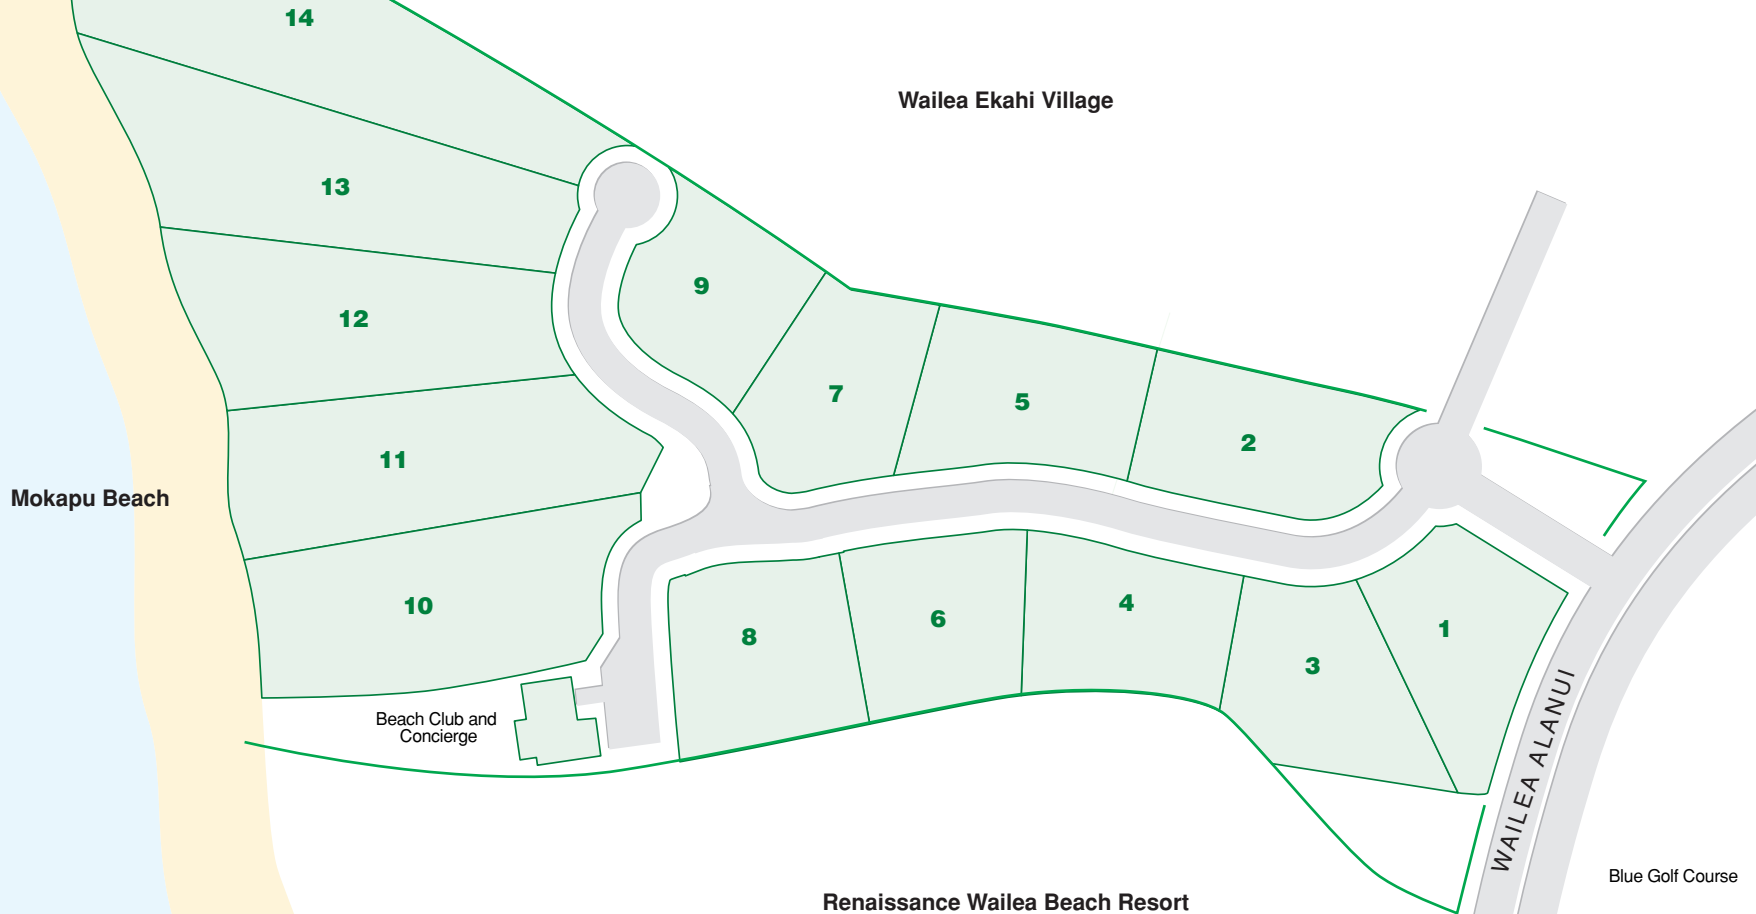 14
Wailea Ekahi Village
13
9
12
7
5
2
11
Mokapu Beach
10
4
6
1
8
3
Beach Club and
Concierge
WAILEA ALANUI
Blue Golf Course
Renaissance Wailea Beach Resort